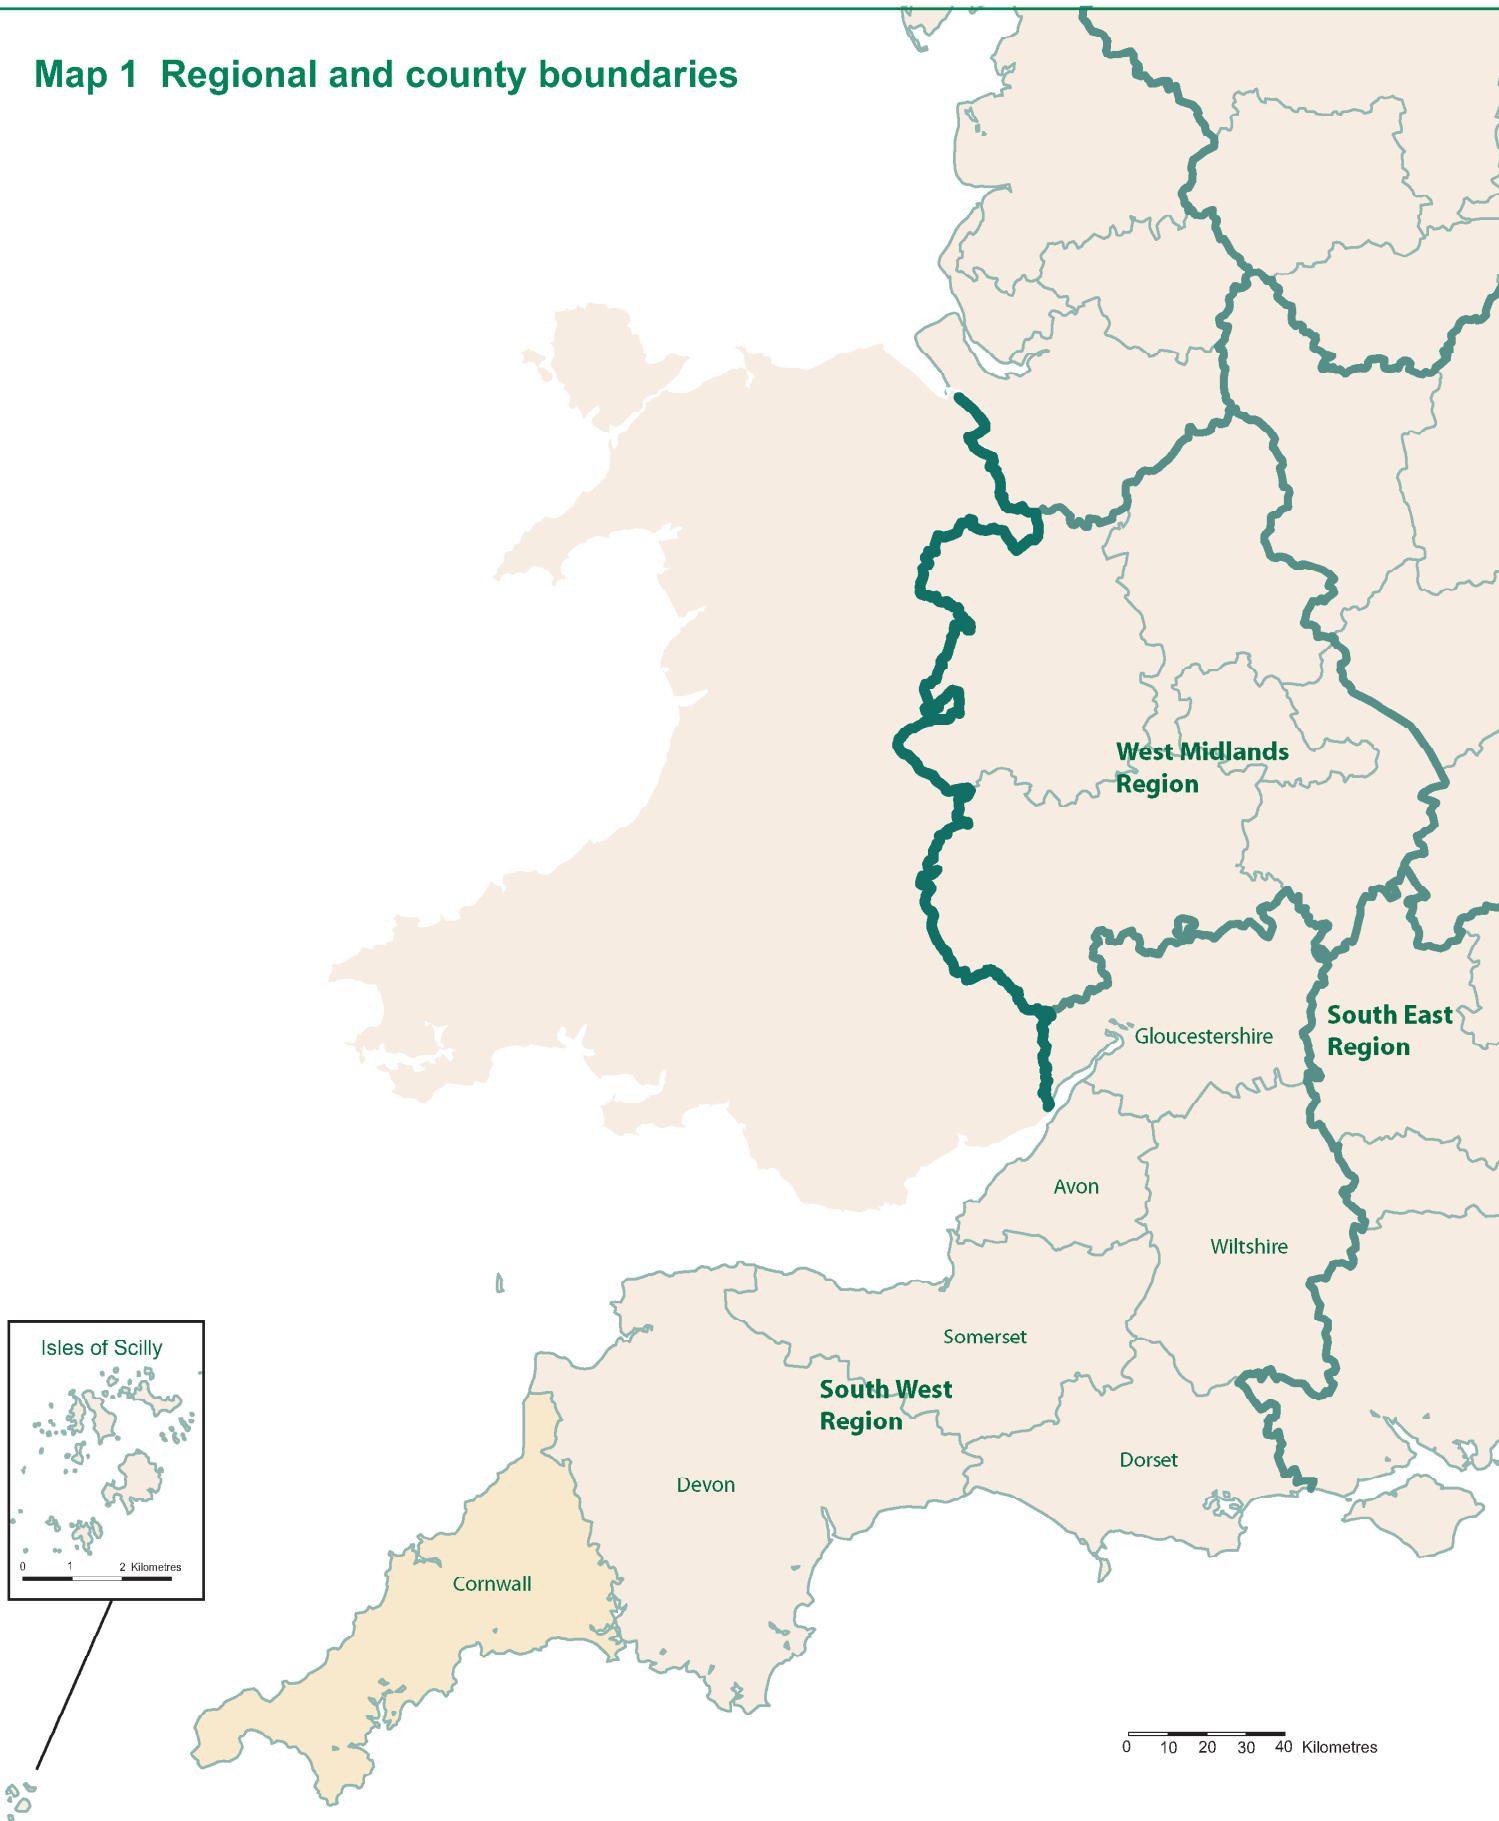 Map 1 Regional and county boundaries
West Midlands
Region
South East
Region
Gloucestershire
Avon
Wiltshire
Somerset
South West
Region
Dorset
Devon
Cornwall
Isles of Scilly
0 1 2 Kilometres
0 10 20 30 40 Kilometres